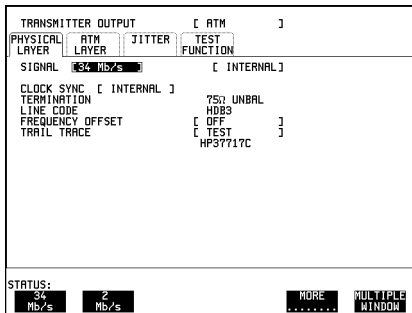 TRANSMITTER OUTPUT [ ATM ]
PHYSICAL LAYER ATM LAYER JITTER TEST FUNCTION
SIGNAL [34 Mb/s ] [ INTERNAL]
CLOCK SYNC [ INTERNAL ]
TERMINATION 75Ω UNBAL
LINE CODE HDB3
FREQUENCY OFFSET [ OFF ]
TRAIL TRACE [ TEST ]
HP37717C
STATUS:
34 Mb/s 2 Mb/s MORE ........ MULTIPLE WINDOW